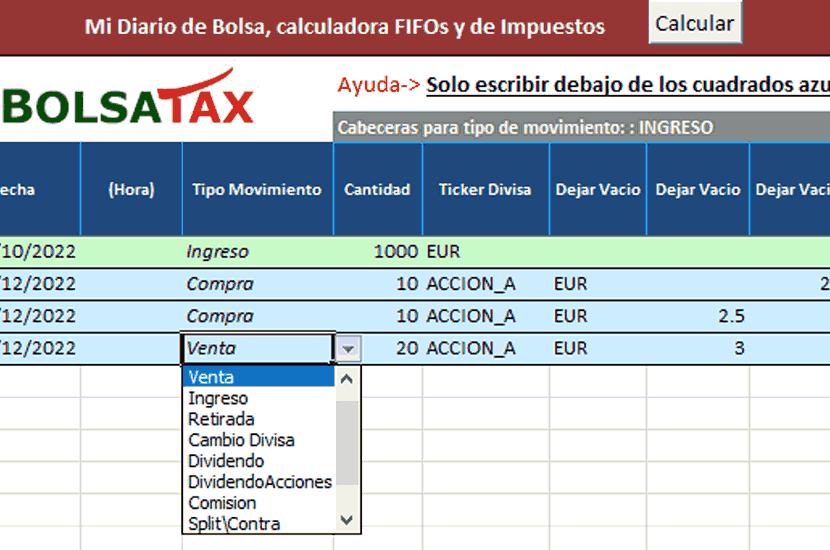 Mi Diario de Bolsa, calculadora FIFOs y de Impuestos
Calcular
BOLSATAX
Ayuda-> Solo escribir debajo de los cuadrados azu
Cabeceras para tipo de movimiento: : INGRESO
echa (Hora) Tipo Movimiento Cantidad Ticker Divisa Dejar Vacio Dejar Vacio Dejar Vaci
/10/2022 Ingreso 1000 EUR
/12/2022 Compra 10 ACCION_A EUR 2
/12/2022 Compra 10 ACCION_A EUR 2.5
/12/2022 Venta 20 ACCION_A EUR 3
Venta
Ingreso
Retirada
Cambio Divisa
Dividendo
DividendoAcciones
Comision
Split\Contra